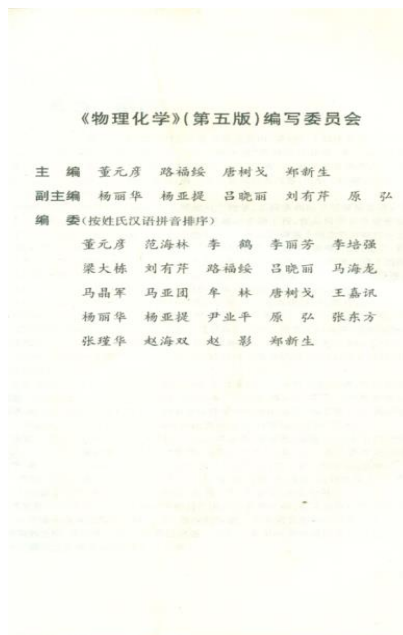 《物理化学》(第五版)编写委员会
主 编 董元彦 路福绥 唐树戈 郑新生
副主编 杨丽华 杨亚提 吕晓丽 刘有芹 原 弘
编 委(按姓氏汉语拼音排序)
董元彦 范海林 李 鹤 李丽芳 李培强
梁大栋 刘有芹 路福绥 吕晓丽 马海龙
马晶军 马亚团 牟 林 唐树戈 王嘉讯
杨丽华 杨亚提 尹业平 原 弘 张东方
张瑾华 赵海双 赵 影 郑新生